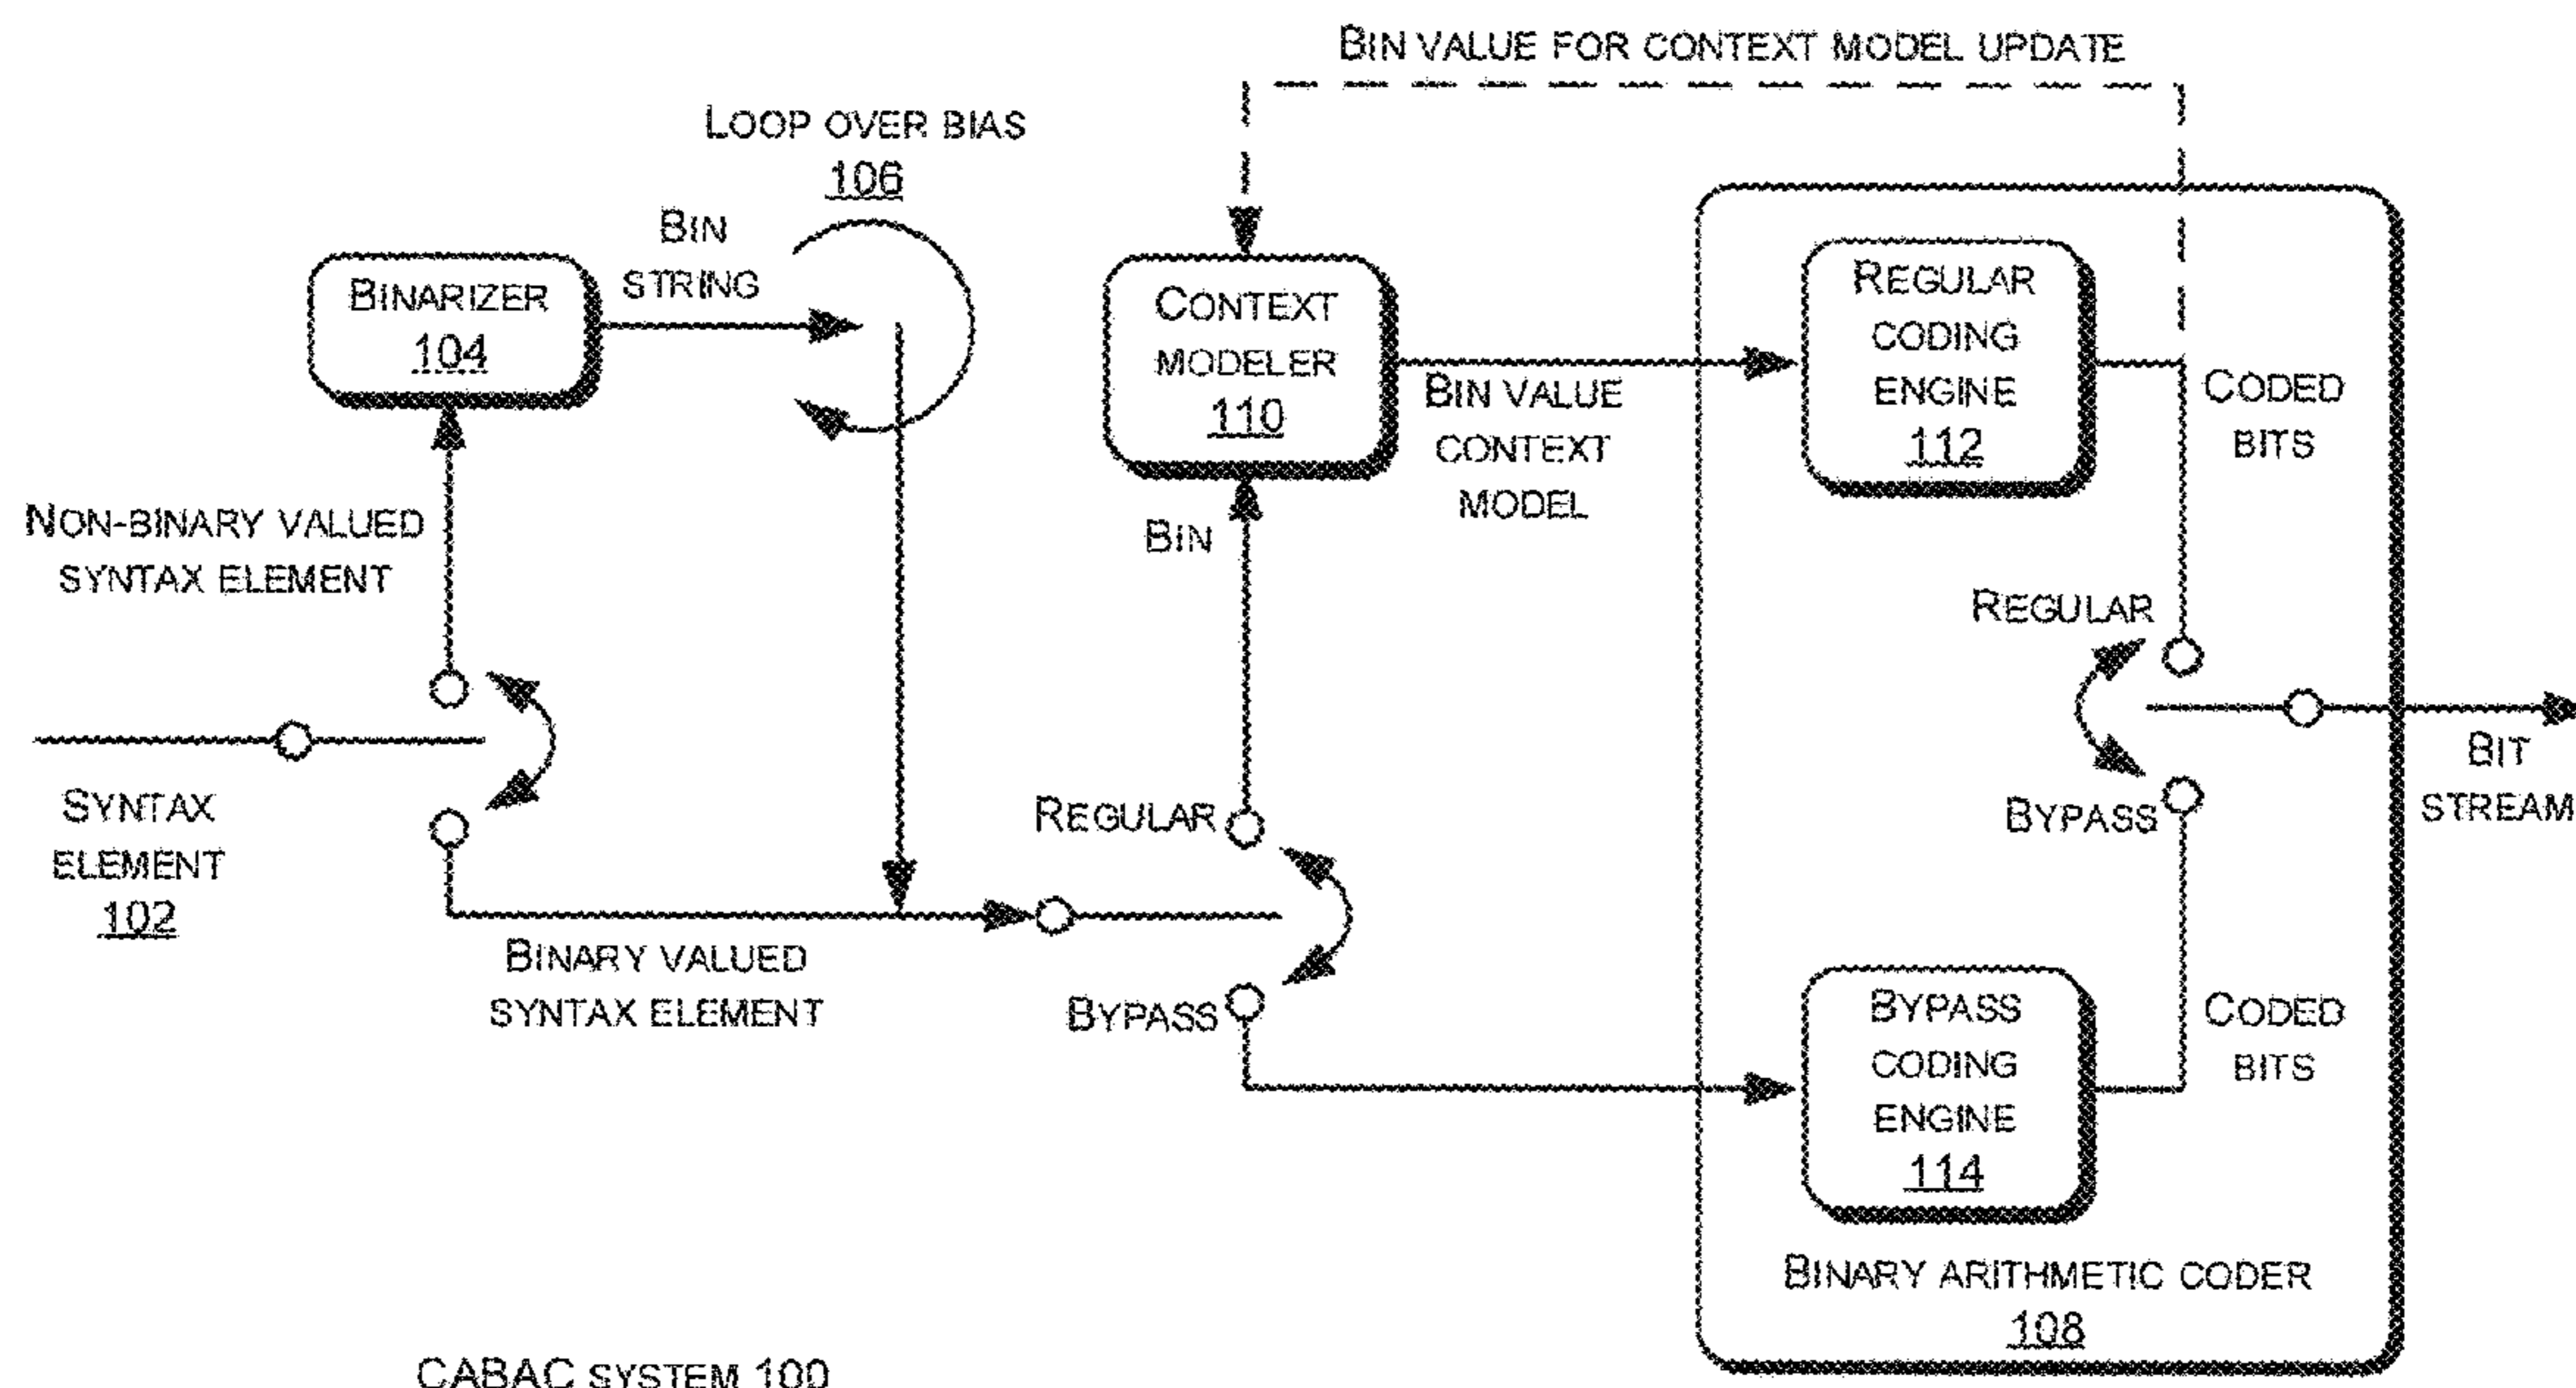 BIN VALUE FOR CONTEXT MODEL UPDATE
LOOP OVER BIAS
106
BIN
STRING
BINARIZER
104
CONTEXT
MODELER
110
REGULAR
CODING
ENGINE
112
BIN VALUE
CONTEXT
MODEL
CODED
BITS
NON-BINARY VALUED
SYNTAX ELEMENT
BIN
REGULAR
SYNTAX
ELEMENT
102
REGULAR
BYPASS
BIT
STREAM
BINARY VALUED
SYNTAX ELEMENT
BYPASS
BYPASS
CODING
ENGINE
114
CODED
BITS
BINARY ARITHMETIC CODER
108
CABAC SYSTEM 100